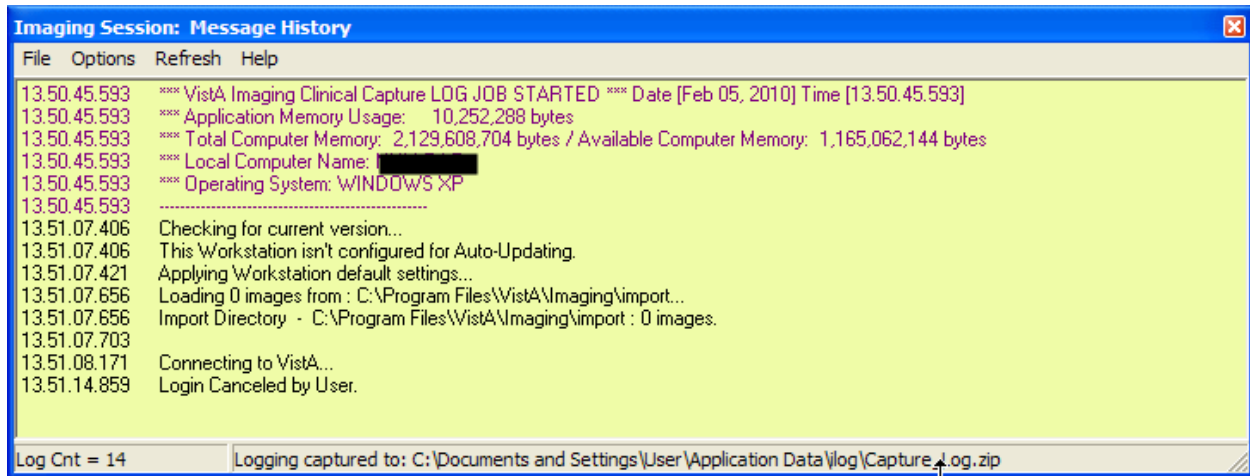 Imaging Session: Message History
File Options Refresh Help
13.50.45.593 *** VistA Imaging Clinical Capture LOG JOB STARTED *** Date [Feb 05, 2010] Time [13.50.45.593]
13.50.45.593 *** Application Memory Usage: 10,252,288 bytes
13.50.45.593 *** Total Computer Memory: 2,129,608,704 bytes / Available Computer Memory: 1,165,062,144 bytes
13.50.45.593 *** Local Computer Name:
13.50.45.593 *** Operating System: WINDOWS XP
13.50.45.593 ----------------------------------------------------
13.51.07.406 Checking for current version...
13.51.07.406 This Workstation isn't configured for Auto-Updating.
13.51.07.421 Applying Workstation default settings...
13.51.07.656 Loading 0 images from : C:\Program Files\VistA\Imaging\import...
13.51.07.656 Import Directory - C:\Program Files\VistA\Imaging\import : 0 images.
13.51.07.703
13.51.08.171 Connecting to VistA...
13.51.14.859 Login Canceled by User.
Log Cnt = 14 Logging captured to: C:\Documents and Settings\User\Application Data\ilog\Capture_Log.zip